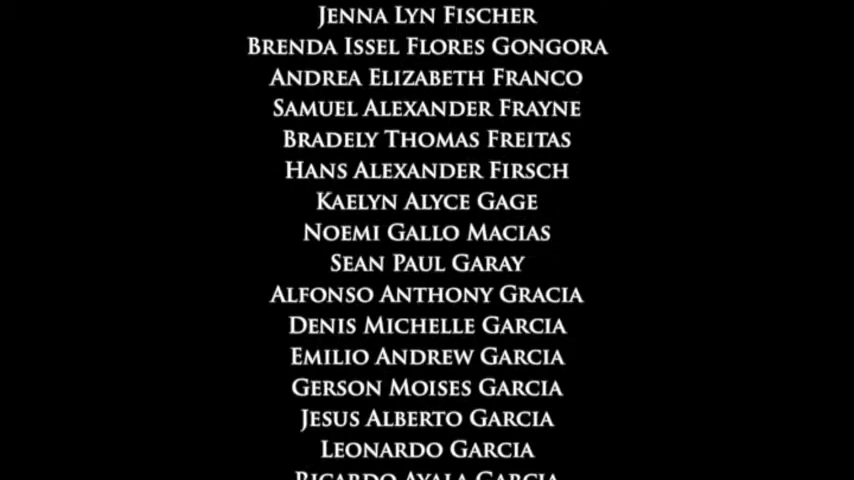 Jenna Lyn Fischer
Brenda Issel Flores Gongora
Andrea Elizabeth Franco
Samuel Alexander Frayne
Bradely Thomas Freitas
Hans Alexander Firsch
Kaelyn Alyce Gage
Noemi Gallo Macias
Sean Paul Garay
Alfonso Anthony Gracia
Denis Michelle Garcia
Emilio Andrew Garcia
Gerson Moises Garcia
Jesus Alberto Garcia
Leonardo Garcia
Ricardo Ayala Garcia